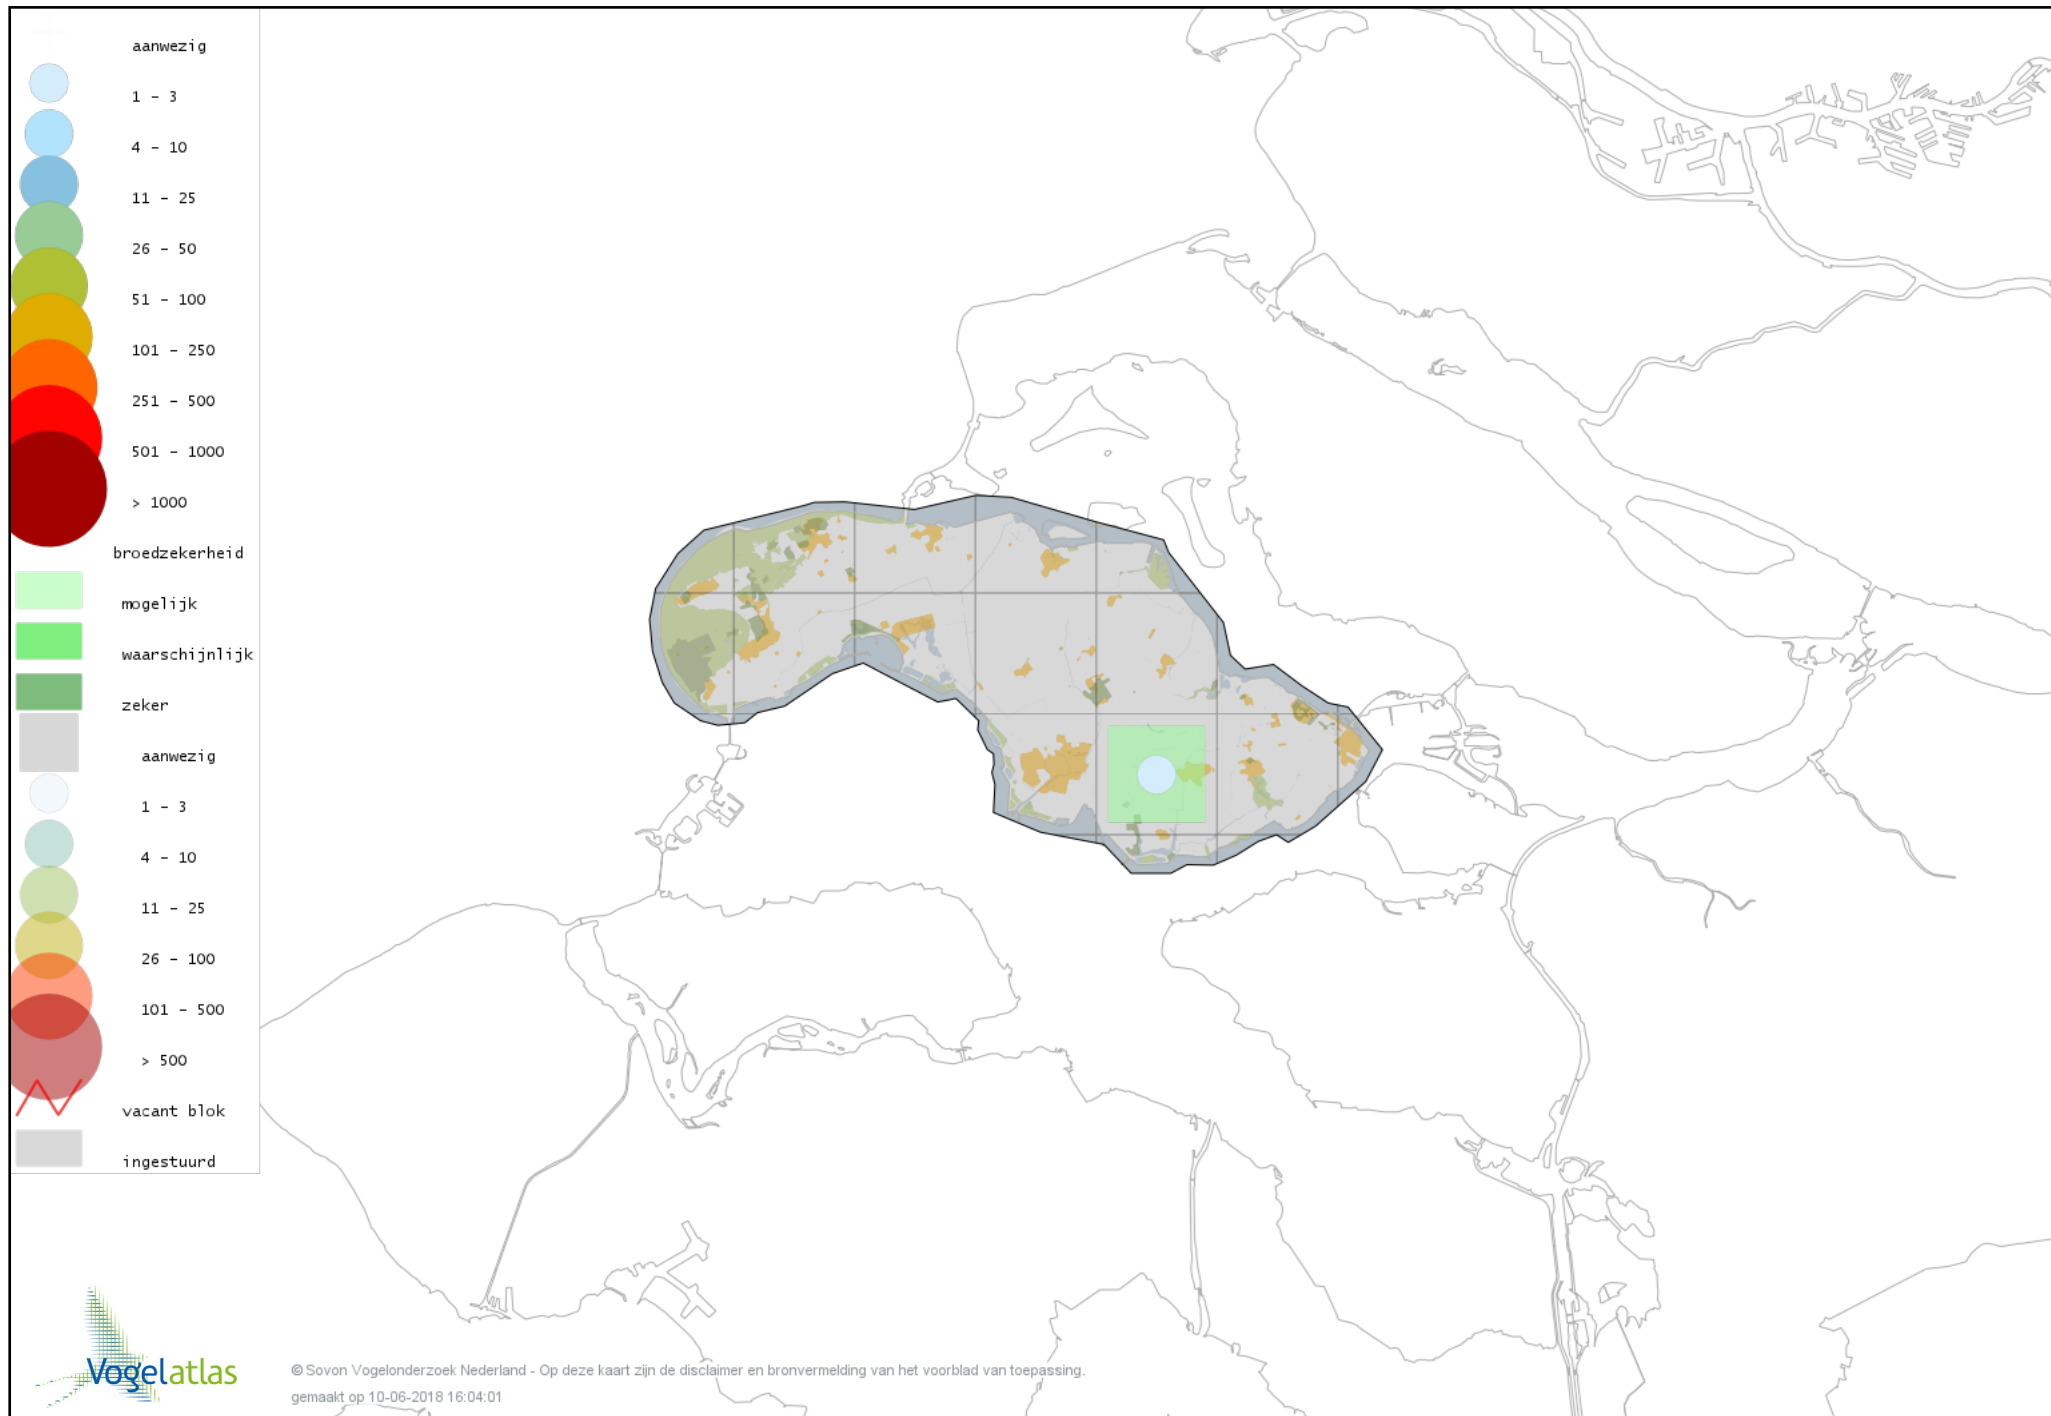 aanwezig
1 - 3
4 - 10
11 - 25
26 - 50
51 - 100
101 - 250
251 - 500
501 - 1000
> 1000
broedzekerheid
mogelijk
waarschijnlijk
zeker
aanwezig
1 - 3
4 - 10
11 - 25
26 - 100
101 - 500
> 500
vacant blok
ingestuurd
Vogelatlas
© Sovon Vogelonderzoek Nederland - Op deze kaart zijn de disclaimer en bronvermelding van het voorblad van toepassing.
gemaakt op 10-06-2018 16:04:01